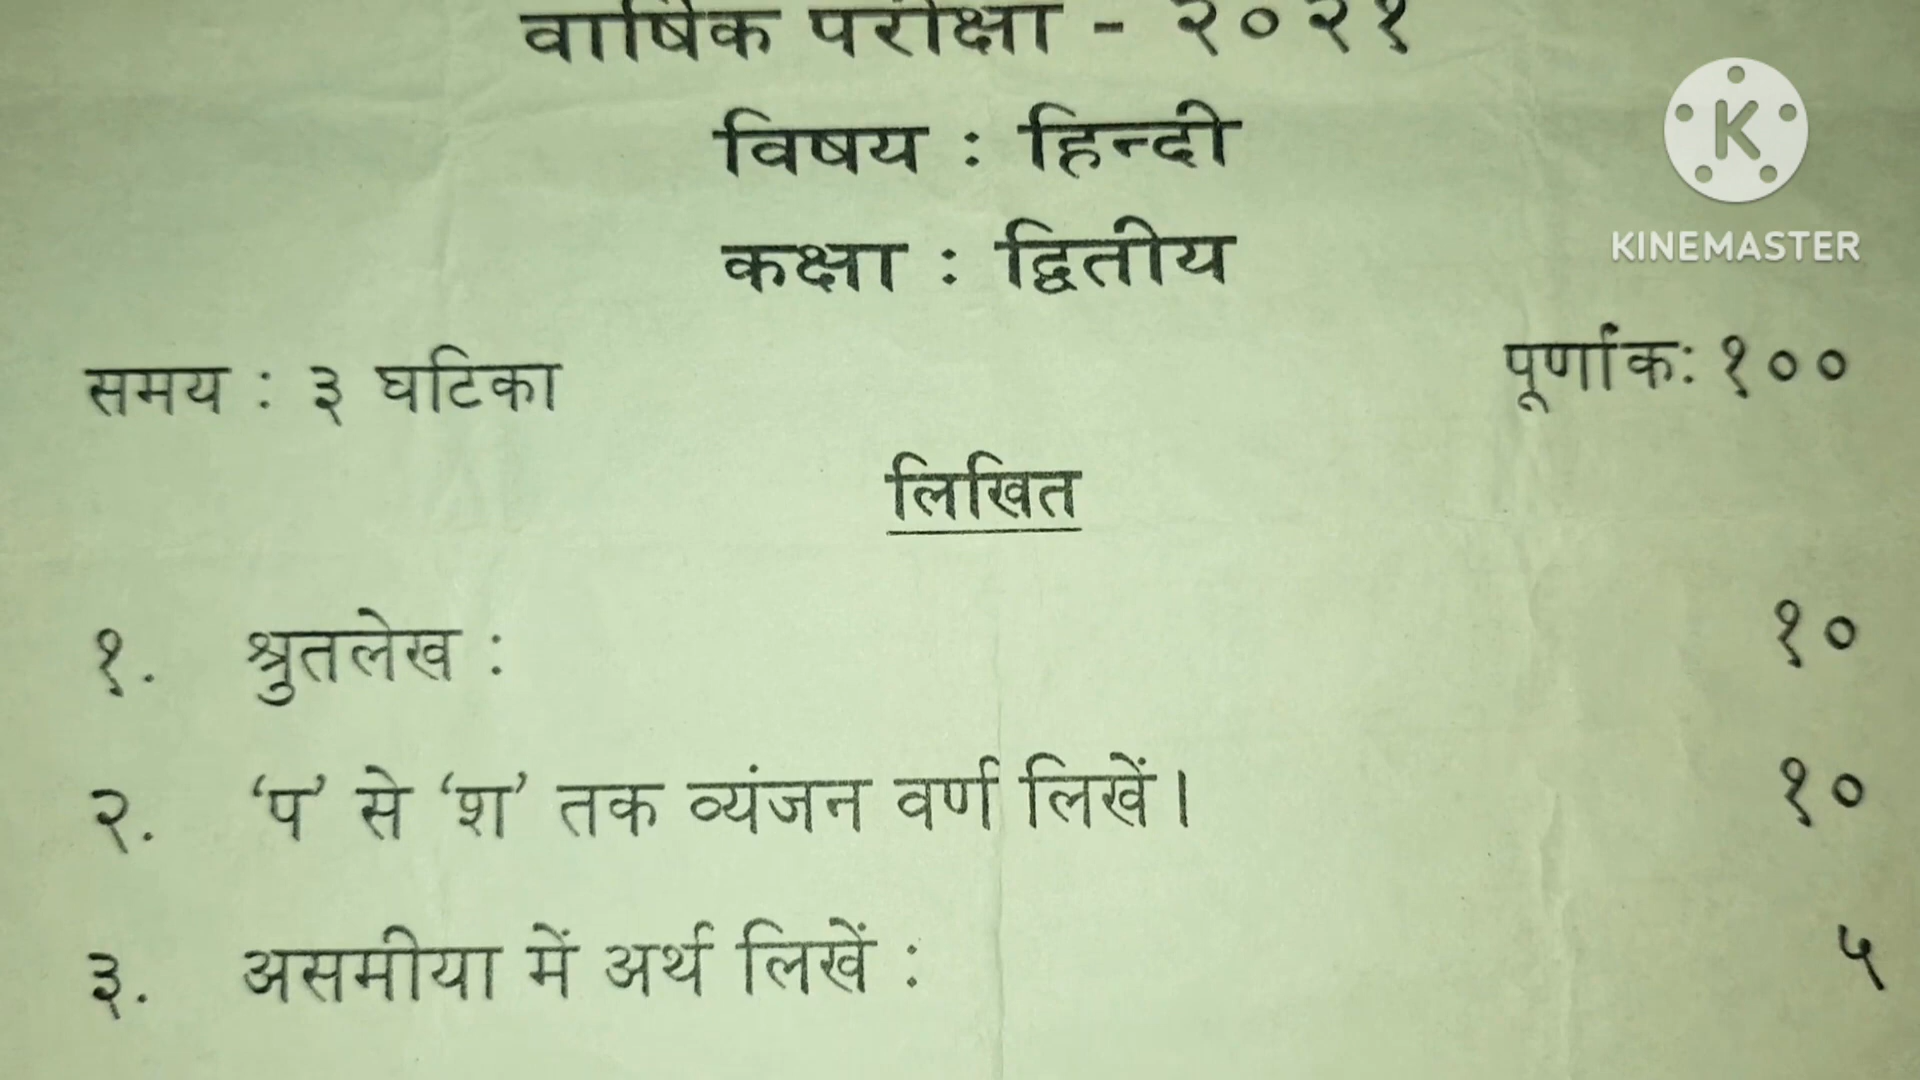 वार्षिक परीक्षा - २०२१
विषय : हिन्दी
कक्षा : द्वितीय
K
KINEMASTER
समय : ३ घटिका
पूर्णांक: १००
लिखित
१. श्रुतलेख : १०
२. ‘प’ से ‘श’ तक व्यंजन वर्ण लिखें। १०
३. असमीया में अर्थ लिखें : ५